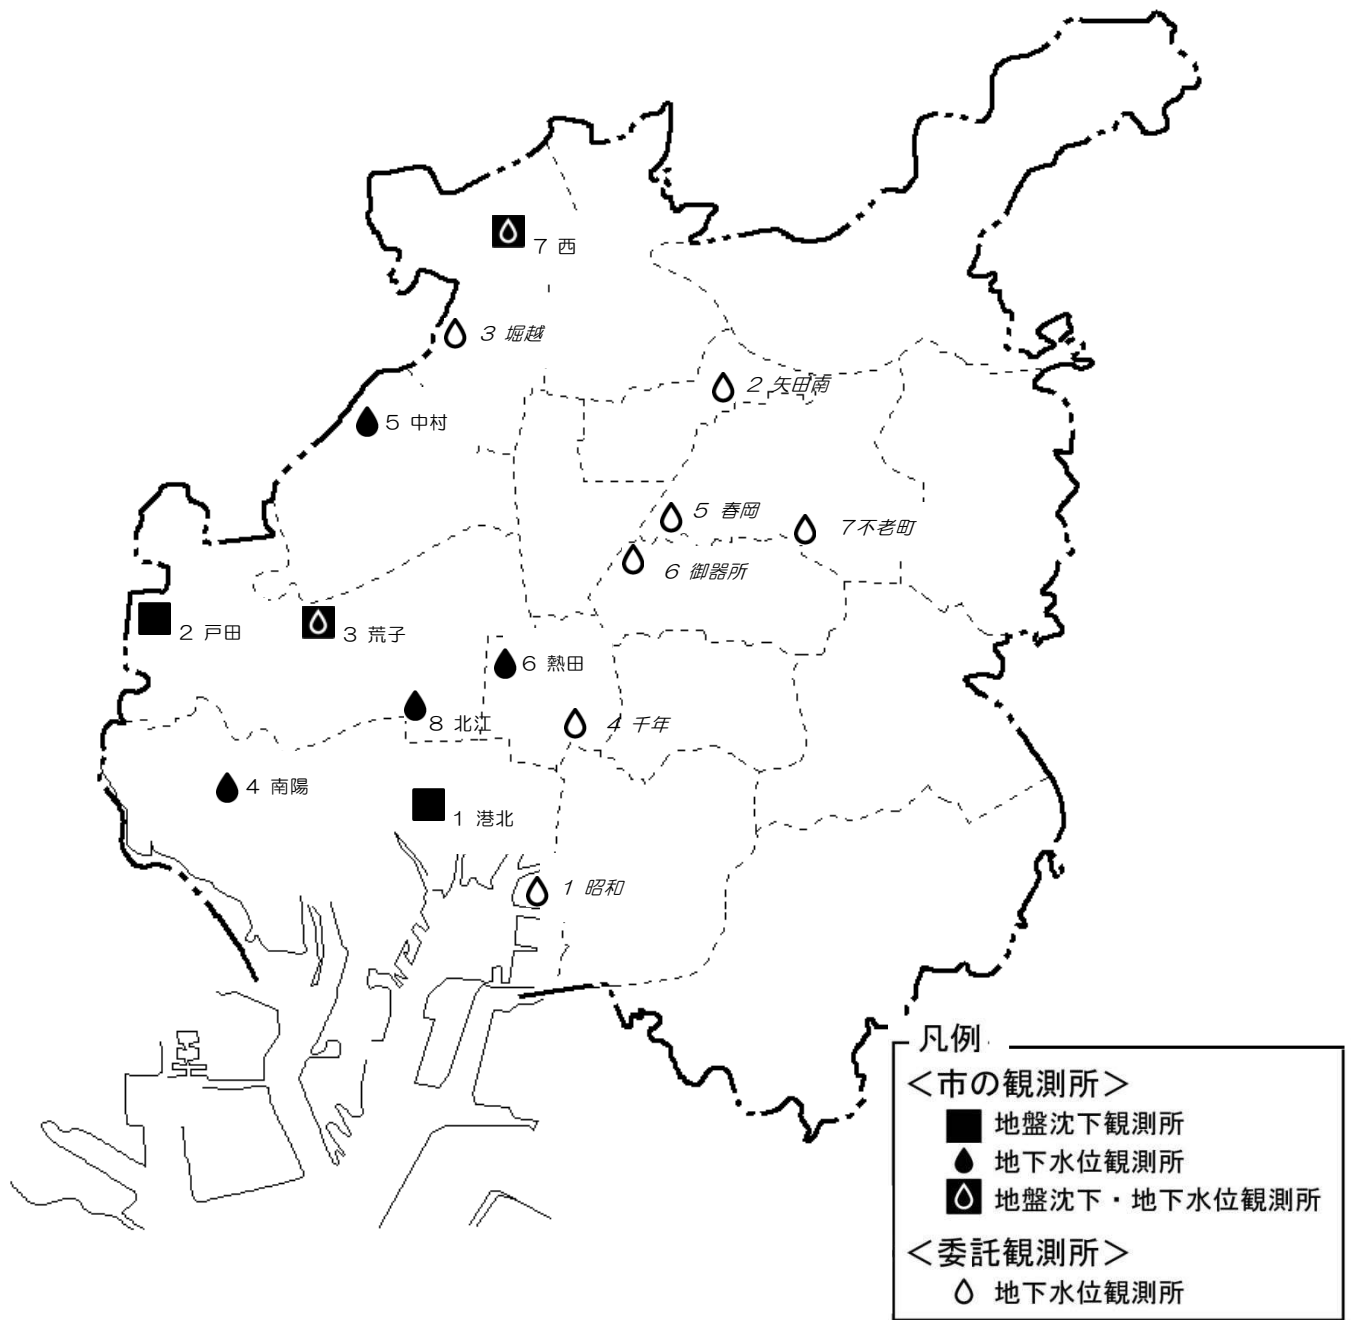 7 西
3 堀越
2 矢田南
5 中村
5 春岡
7不老町
6 御器所
2 戸田
3 荒子
6 熱田
8 北江
4 千年
4 南陽
1 港北
1 昭和
凡例
＜市の観測所＞
地盤沈下観測所
地下水位観測所
地盤沈下・地下水位観測所
＜委託観測所＞
地下水位観測所